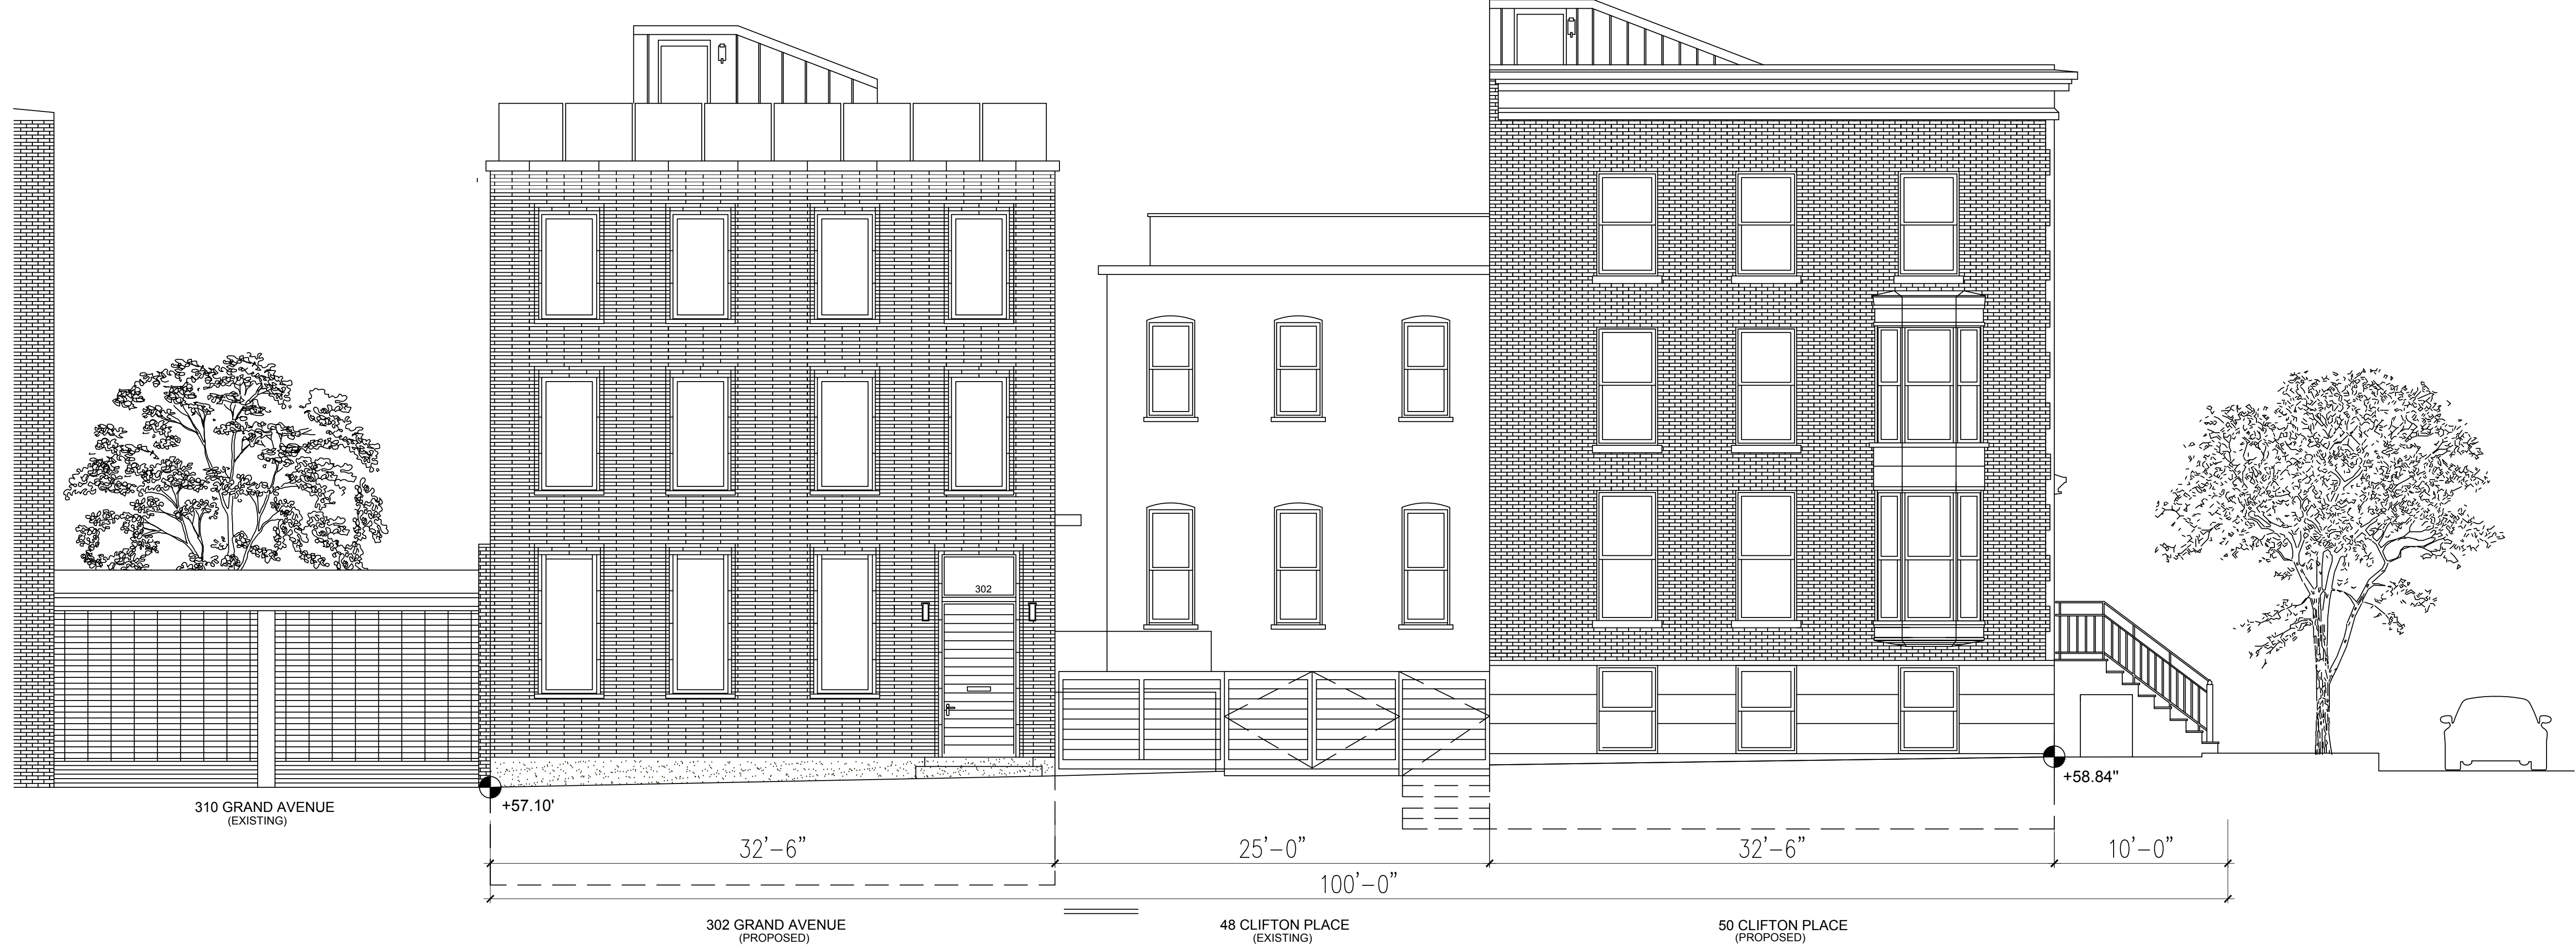 302
310 GRAND AVENUE
(EXISTING)
+57.10'
+58.84"
32'-6"
25'-0"
32'-6"
10'-0"
100'-0"
302 GRAND AVENUE
(PROPOSED)
48 CLIFTON PLACE
(EXISTING)
50 CLIFTON PLACE
(PROPOSED)